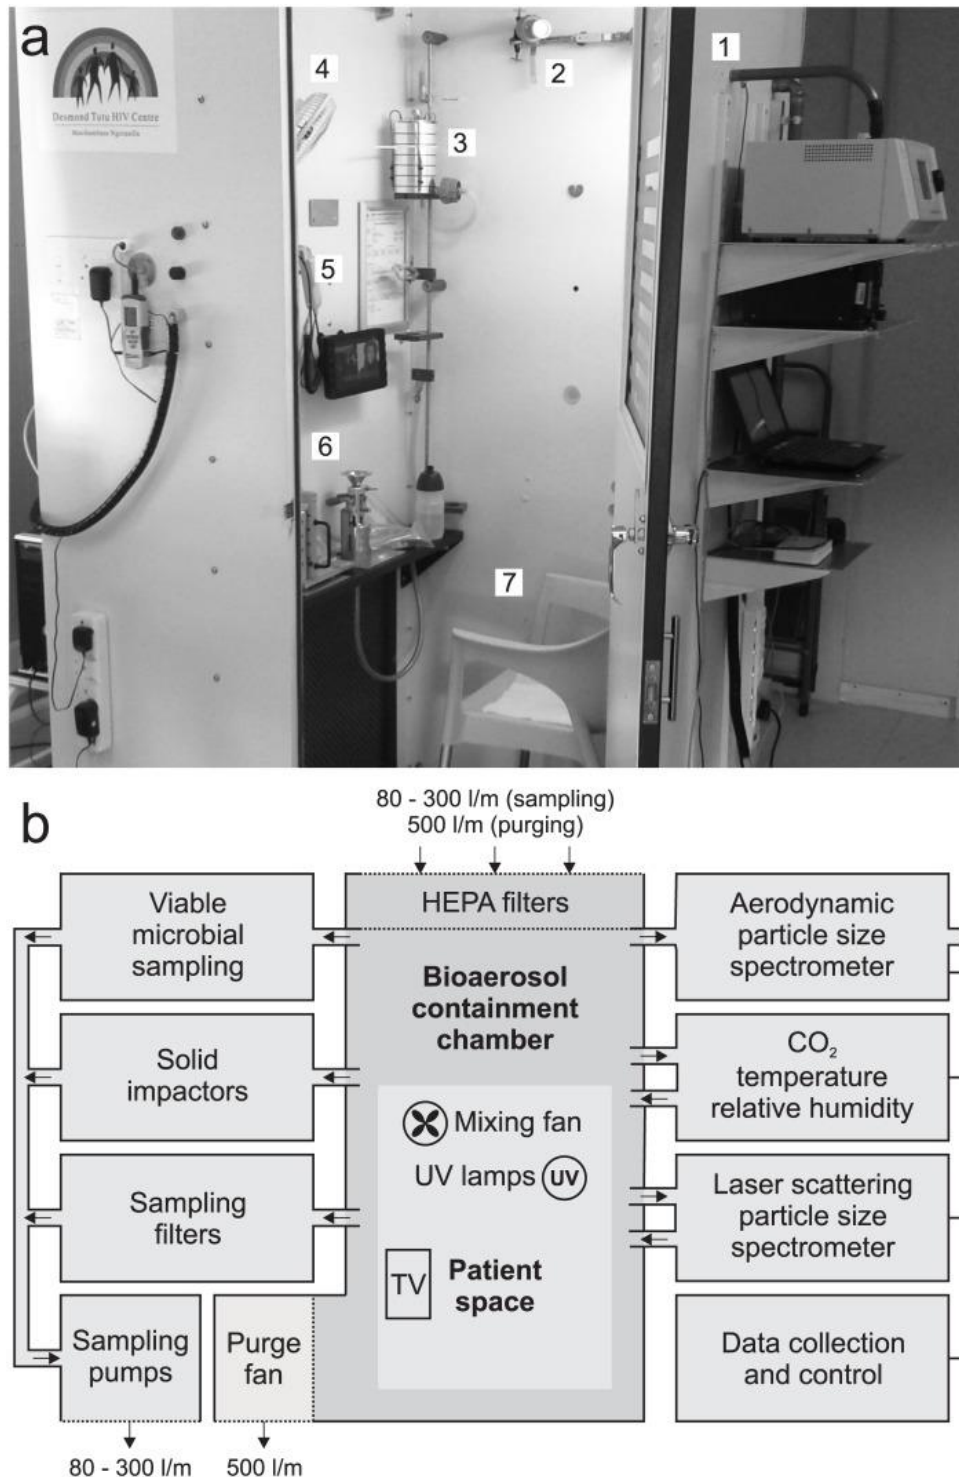 a
Desmond Tutu HIV Centre
1
2
3
4
5
6
7
b
80 - 300 l/m (sampling)
500 l/m (purging)
Viable
microbial
sampling
HEPA filters
Aerodynamic
particle size
spectrometer
Bioaerosol
containment
chamber
Solid
impactors
CO₂
temperature
relative humidity
Mixing fan
UV lamps UV
Sampling
filters
Laser scattering
particle size
spectrometer
TV
Patient
space
Sampling
pumps
Purge
fan
Data collection
and control
80 - 300 l/m
500 l/m